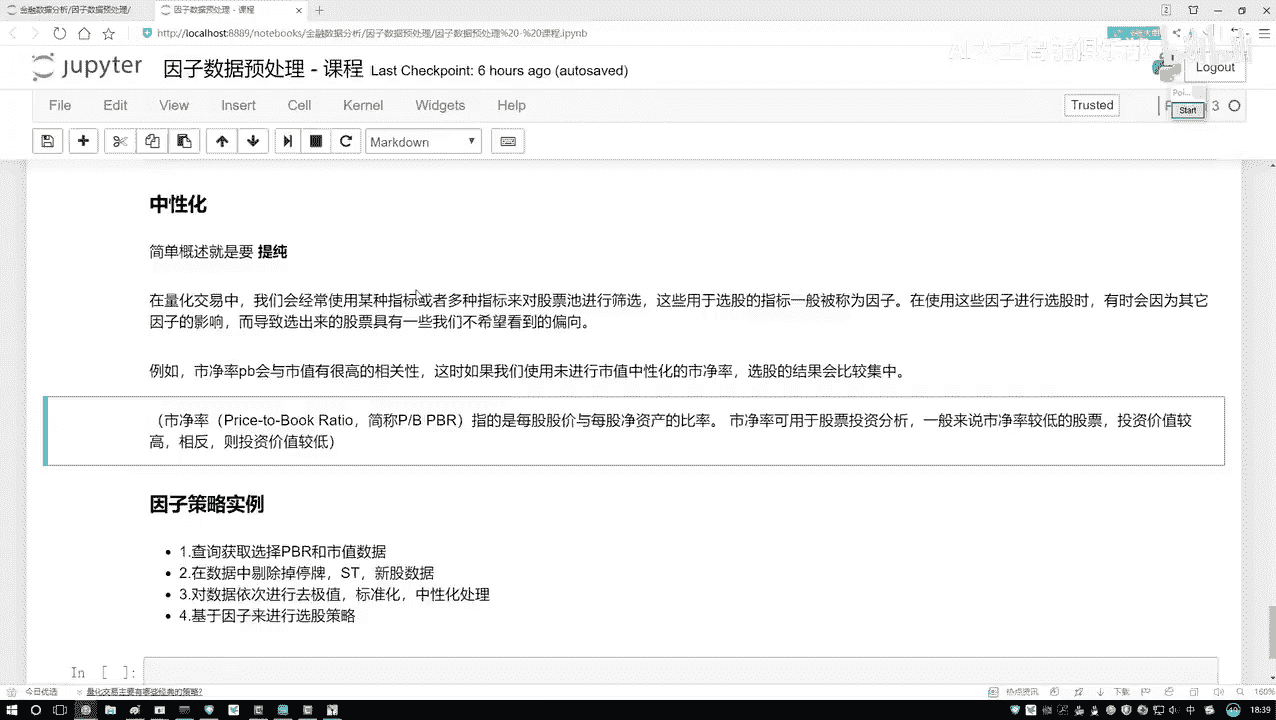 金融数据分析/因子数据预处理/
因子数据预处理 - 课程
http://localhost:8889/notebooks/金融数据分析/因子数据预处理/因子数据预处理%20-%20课程.ipynb
jupyter 因子数据预处理 - 课程 Last Checkpoint: 6 hours ago (autosaved)
Logout
File Edit View Insert Cell Kernel Widgets Help
Trusted
3
Start
Markdown
中性化
简单概述就是要 提纯
在量化交易中，我们会经常使用某种指标或者多种指标来对股票池进行筛选，这些用于选股的指标一般被称为因子。在使用这些因子进行选股时，有时会因为其它
因子的影响，而导致选出来的股票具有一些我们不希望看到的偏向。
例如，市净率pb会与市值有很高的相关性，这时如果我们使用未进行市值中性化的市净率，选股的结果会比较集中。
（市净率（Price-to-Book Ratio，简称P/B PBR）指的是每股股价与每股净资产的比率。 市净率可用于股票投资分析，一般来说市净率较低的股票，投资价值较
高，相反，则投资价值较低）
因子策略实例
1.查询获取选择PBR和市值数据
2.在数据中剔除掉停牌，ST，新股数据
3.对数据依次进行去极值，标准化，中性化处理
4.基于因子来进行选股策略
In [ ]:
今日优选
量化交易主要有哪些经典的策略?
热点资讯
下载
160%
中
18:39